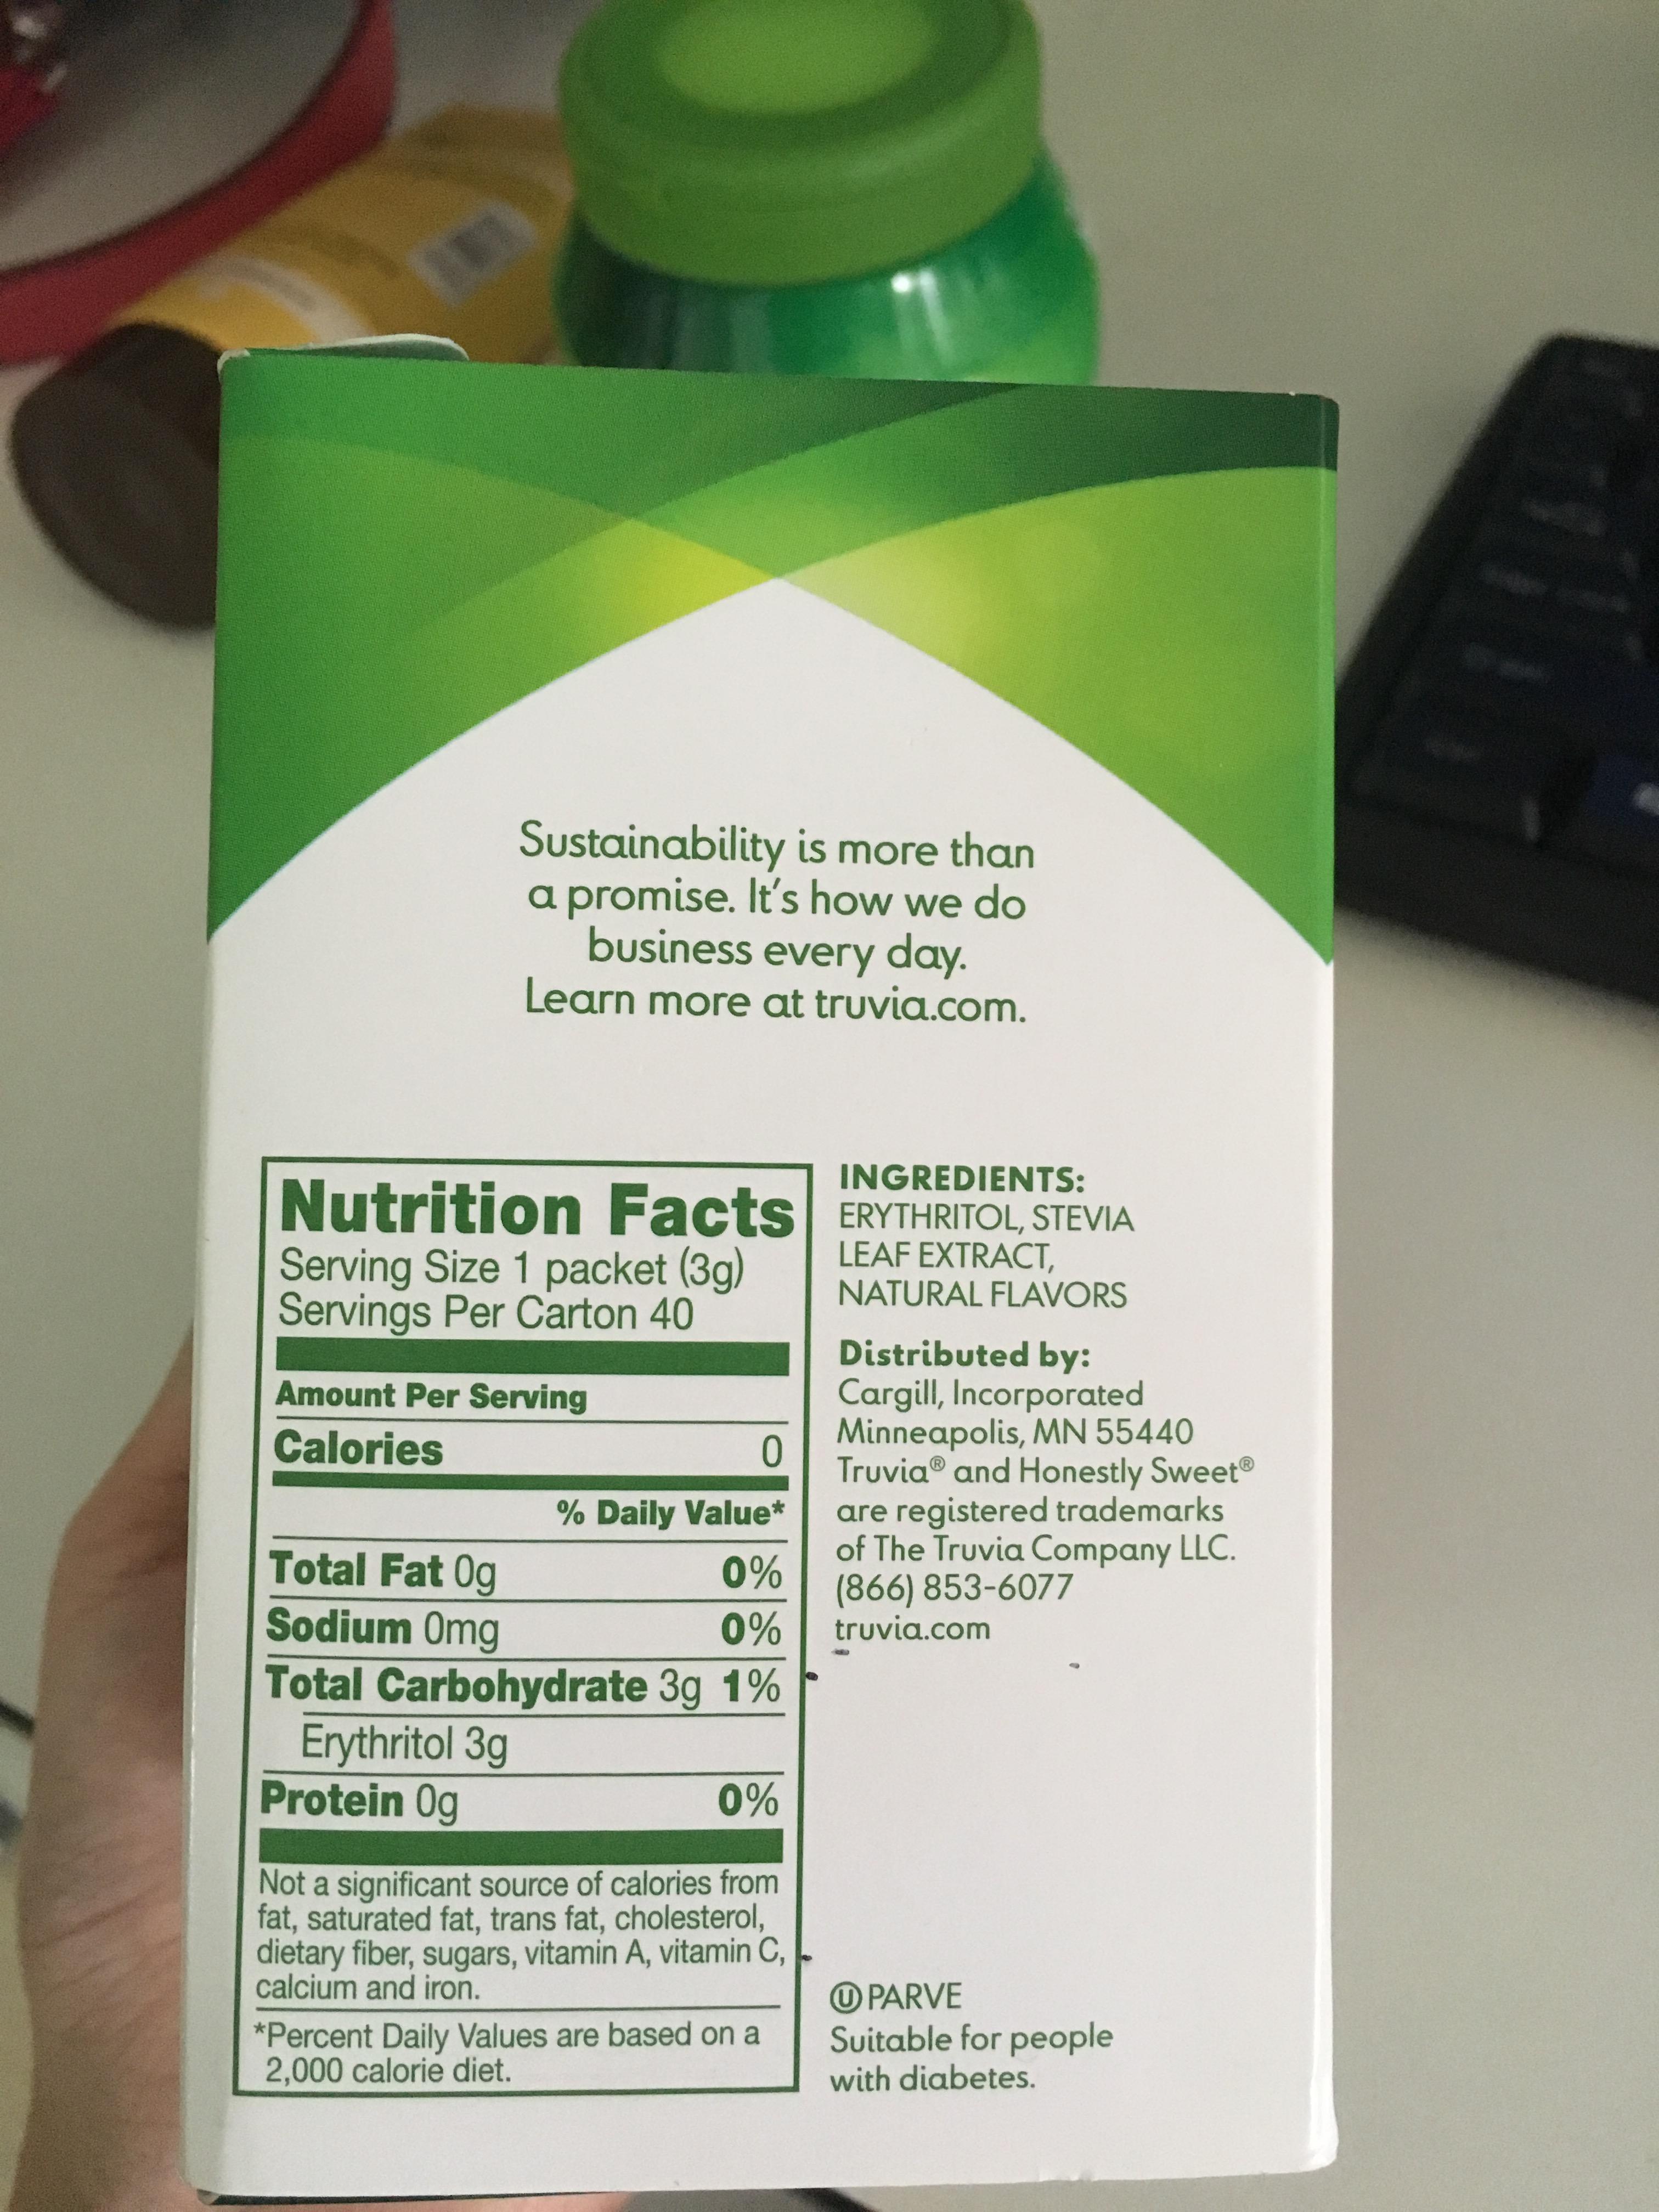 Sustainability is more than
a promise. It's how we do
business every day.
Learn more at truvia.com.
Nutrition Facts
Serving Size 1 packet (3g)
Servings Per Carton 40
Amount Per Serving
Calories 0
% Daily Value*
Total Fat 0g 0%
Sodium 0mg 0%
Total Carbohydrate 3g 1%
Erythritol 3g
Protein 0g 0%
Not a significant source of calories from
fat, saturated fat, trans fat, cholesterol,
dietary fiber, sugars, vitamin A, vitamin C,
calcium and iron.
*Percent Daily Values are based on a
2,000 calorie diet.
INGREDIENTS:
ERYTHRITOL, STEVIA
LEAF EXTRACT,
NATURAL FLAVORS
Distributed by:
Cargill, Incorporated
Minneapolis, MN 55440
Truvia® and Honestly Sweet®
are registered trademarks
of The Truvia Company LLC.
(866) 853-6077
truvia.com
Ⓤ PARVE
Suitable for people
with diabetes.